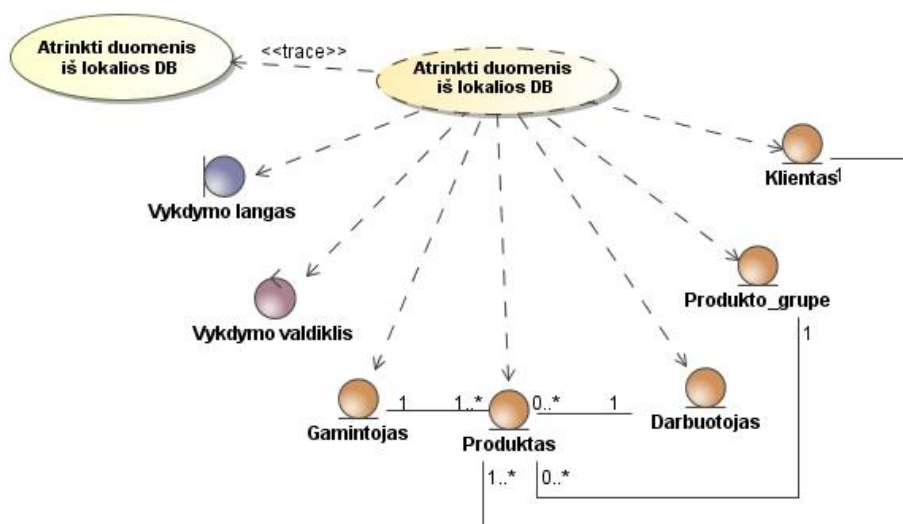 Atrinkti duomenis
iš lokalios DB
<<trace>>
Atrinkti duomenis
iš lokalios DB
Klientas
1
Vykdymo langas
Produkto_grupe
1
Vykdymo valdiklis
1
1..*
0..*
1
Gamintojas
Produktas
Darbuotojas
1..*
0..*